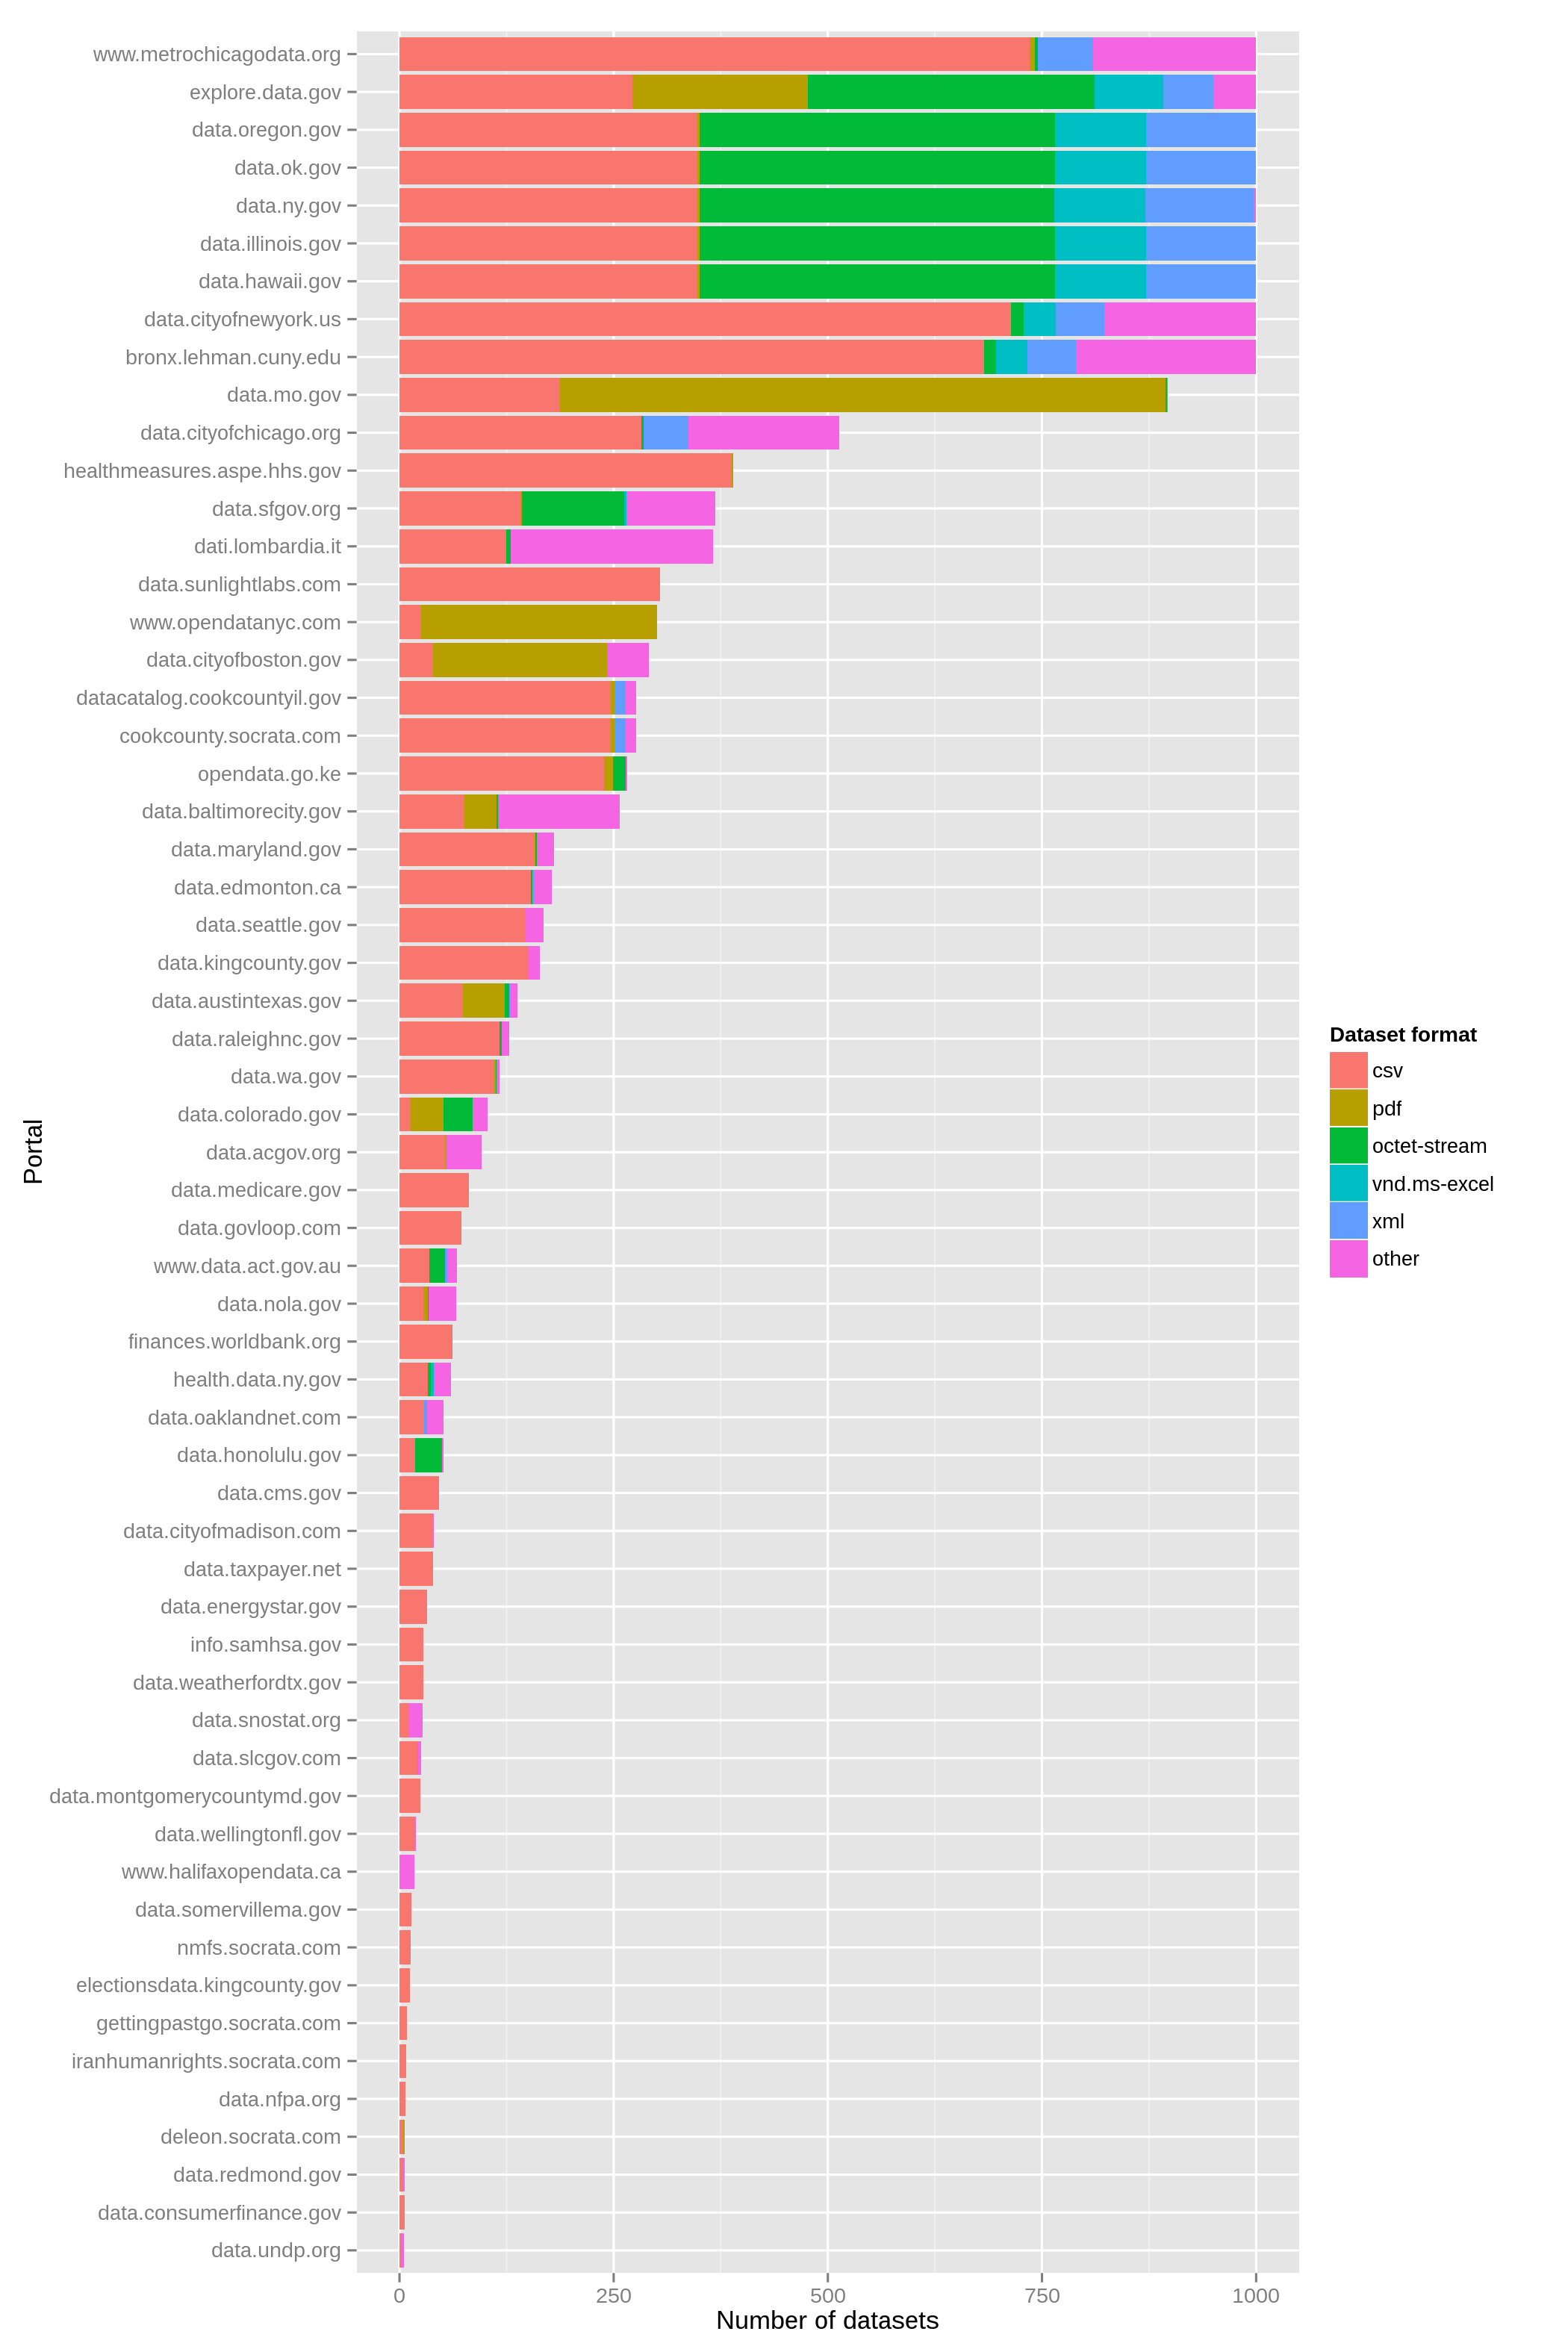 www.metrochicagodata.org
explore.data.gov
data.oregon.gov
data.ok.gov
data.ny.gov
data.illinois.gov
data.hawaii.gov
data.cityofnewyork.us
bronx.lehman.cuny.edu
data.mo.gov
data.cityofchicago.org
healthmeasures.aspe.hhs.gov
data.sfgov.org
dati.lombardia.it
data.sunlightlabs.com
www.opendatanyc.com
data.cityofboston.gov
datacatalog.cookcountyil.gov
cookcounty.socrata.com
opendata.go.ke
data.baltimorecity.gov
data.maryland.gov
data.edmonton.ca
data.seattle.gov
data.kingcounty.gov
data.austintexas.gov
data.raleighnc.gov
data.wa.gov
data.colorado.gov
data.acgov.org
data.medicare.gov
data.govloop.com
www.data.act.gov.au
data.nola.gov
finances.worldbank.org
health.data.ny.gov
data.oaklandnet.com
data.honolulu.gov
data.cms.gov
data.cityofmadison.com
data.taxpayer.net
data.energystar.gov
info.samhsa.gov
data.weatherfordtx.gov
data.snostat.org
data.slcgov.com
data.montgomerycountymd.gov
data.wellingtonfl.gov
www.halifaxopendata.ca
data.somervillema.gov
nmfs.socrata.com
electionsdata.kingcounty.gov
gettingpastgo.socrata.com
iranhumanrights.socrata.com
data.nfpa.org
deleon.socrata.com
data.redmond.gov
data.consumerfinance.gov
data.undp.org
Portal
0 250 500 750 1000
Number of datasets
Dataset format
csv
pdf
octet-stream
vnd.ms-excel
xml
other